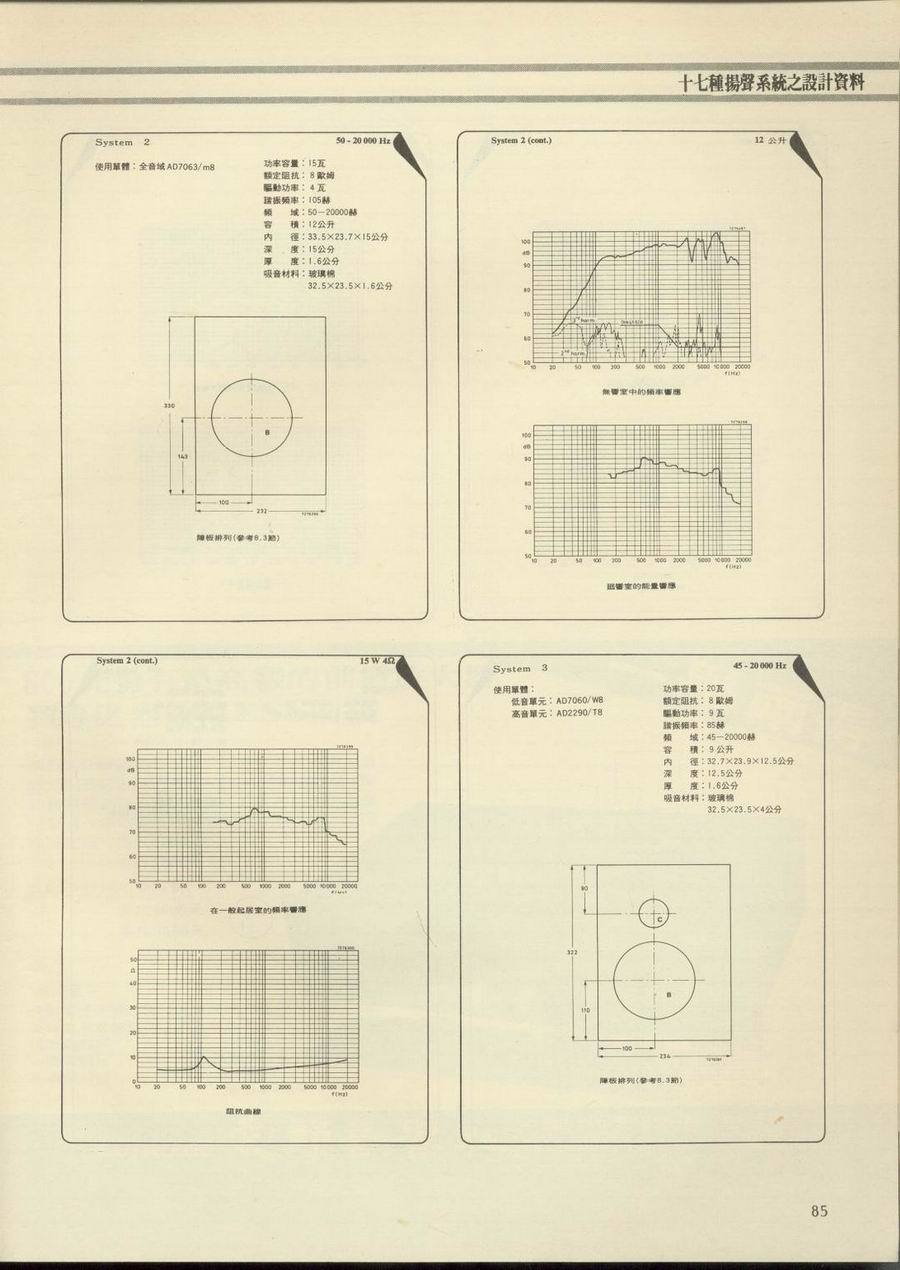 十七種揚聲系統之設計資料
System 2
50 - 20 000 Hz
使用單體：全音域 AD7063/m8
功率容量：15瓦
額定阻抗：8 歐姆
驅動功率：4 瓦
諧振頻率：105赫
頻　　域：50－20000赫
容　　積：12公升
內　　徑：33.5×23.7×15公分
深　　度：15公分
厚　　度：1.6公分
吸音材料：玻璃棉
32.5×23.5×1.6公分
330
143
B
100
232
障板排列(參考8.3節)
System 2 (cont.)
12 公升
100
dB
90
80
70
60
50
3rd harm.
2nd harm.
10 20 50 100 200 500 1000 2000 5000 10000 20000
f(Hz)
無響室中的頻率響應
100
dB
90
80
70
60
50
10 20 50 100 200 500 1000 2000 5000 10000 20000
f(Hz)
迴響室的能量響應
System 2 (cont.)
15 W 4Ω
100
dB
90
80
70
60
50
10 20 50 100 200 500 1000 2000 5000 10000 20000
f(Hz)
在一般起居室的頻率響應
50
Ω
40
30
20
10
0
10 20 50 100 200 500 1000 2000 5000 10000 20000
f(Hz)
阻抗曲線
System 3
45 - 20 000 Hz
使用單體：
低音單元：AD7060/W8
高音單元：AD2290/T8
功率容量：20瓦
額定阻抗：8 歐姆
驅動功率：9 瓦
諧振頻率：85赫
頻　　域：45－20000赫
容　　積：9 公升
內　　徑：32.7×23.9×12.5公分
深　　度：12.5公分
厚　　度：1.6公分
吸音材料：玻璃棉
32.5×23.5×4公分
90
C
322
B
110
100
234
障板排列(參考8.3節)
85